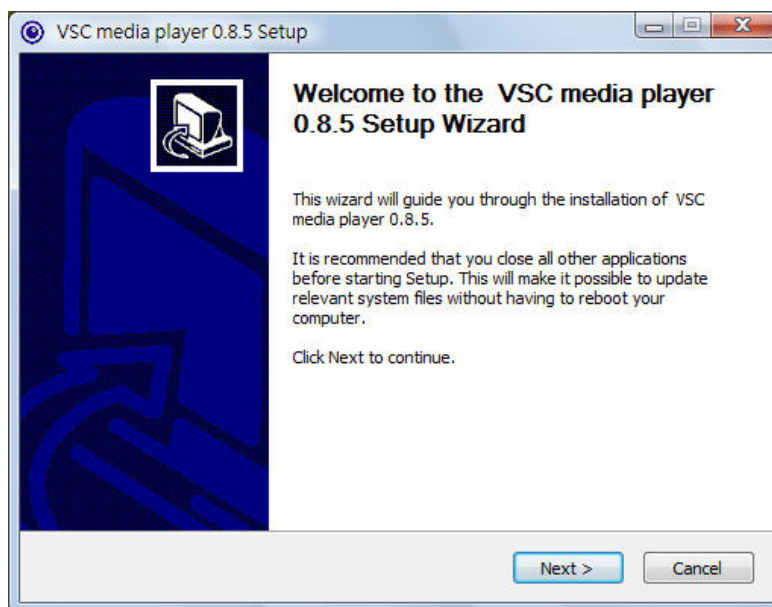 VSC media player 0.8.5 Setup
Welcome to the VSC media player
0.8.5 Setup Wizard
This wizard will guide you through the installation of VSC
media player 0.8.5.
It is recommended that you close all other applications
before starting Setup. This will make it possible to update
relevant system files without having to reboot your
computer.
Click Next to continue.
Next >
Cancel